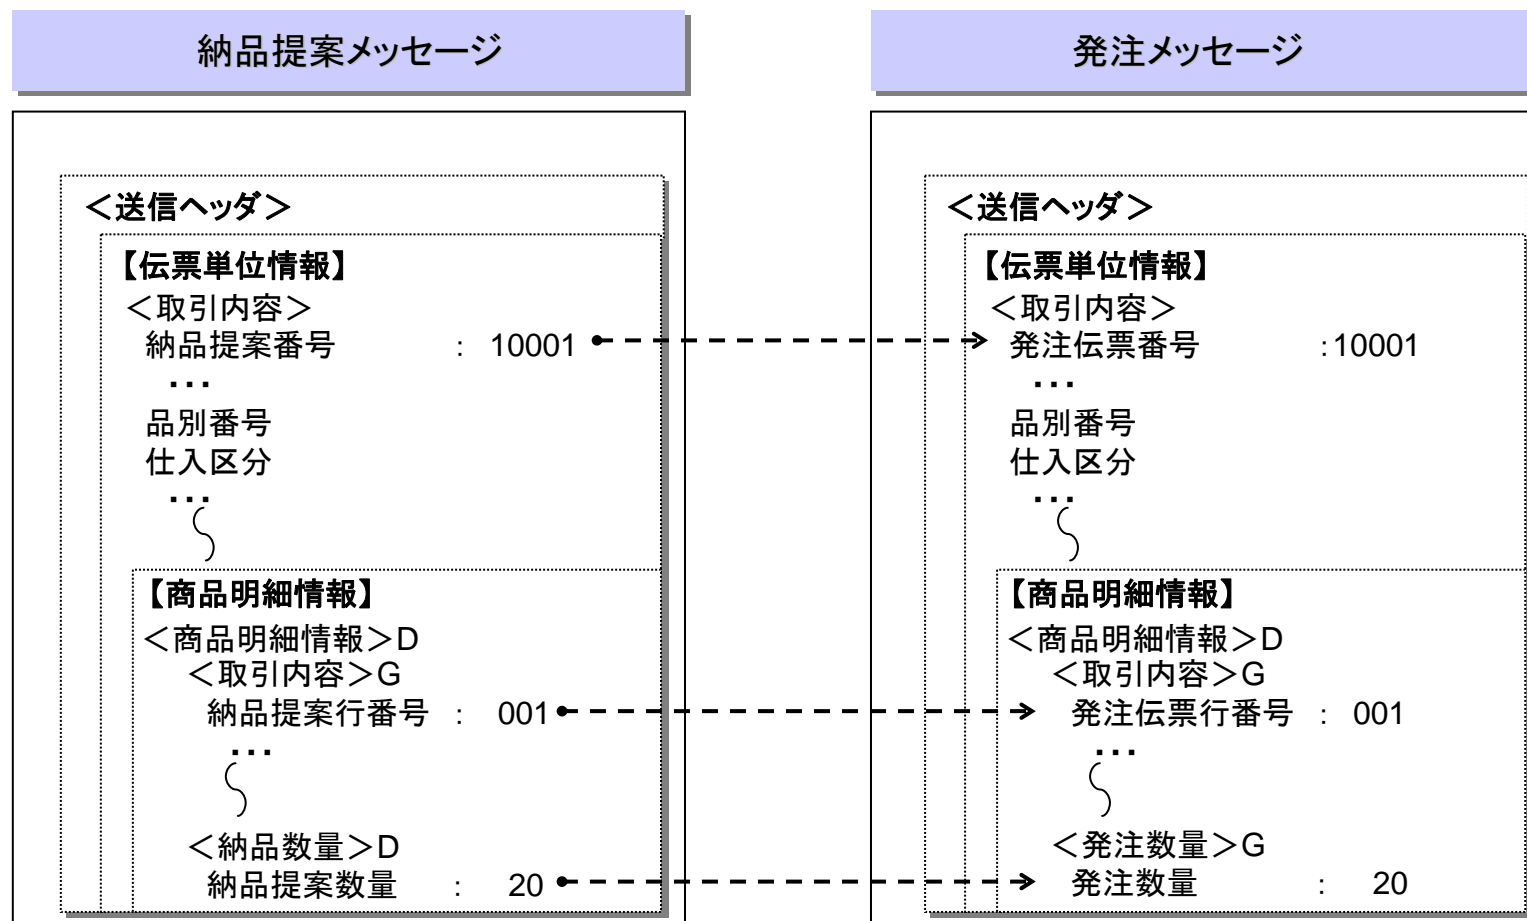 納品提案メッセージ
＜送信ヘッダ＞
【伝票単位情報】
＜取引内容＞
納品提案番号 : 10001
・・・
品別番号
仕入区分
・・・
【商品明細情報】
＜商品明細情報＞D
＜取引内容＞G
納品提案行番号 : 001
・・・
＜納品数量＞D
納品提案数量 : 20
発注メッセージ
＜送信ヘッダ＞
【伝票単位情報】
＜取引内容＞
発注伝票番号 :10001
・・・
品別番号
仕入区分
・・・
【商品明細情報】
＜商品明細情報＞D
＜取引内容＞G
発注伝票行番号 : 001
・・・
＜発注数量＞G
発注数量 : 20